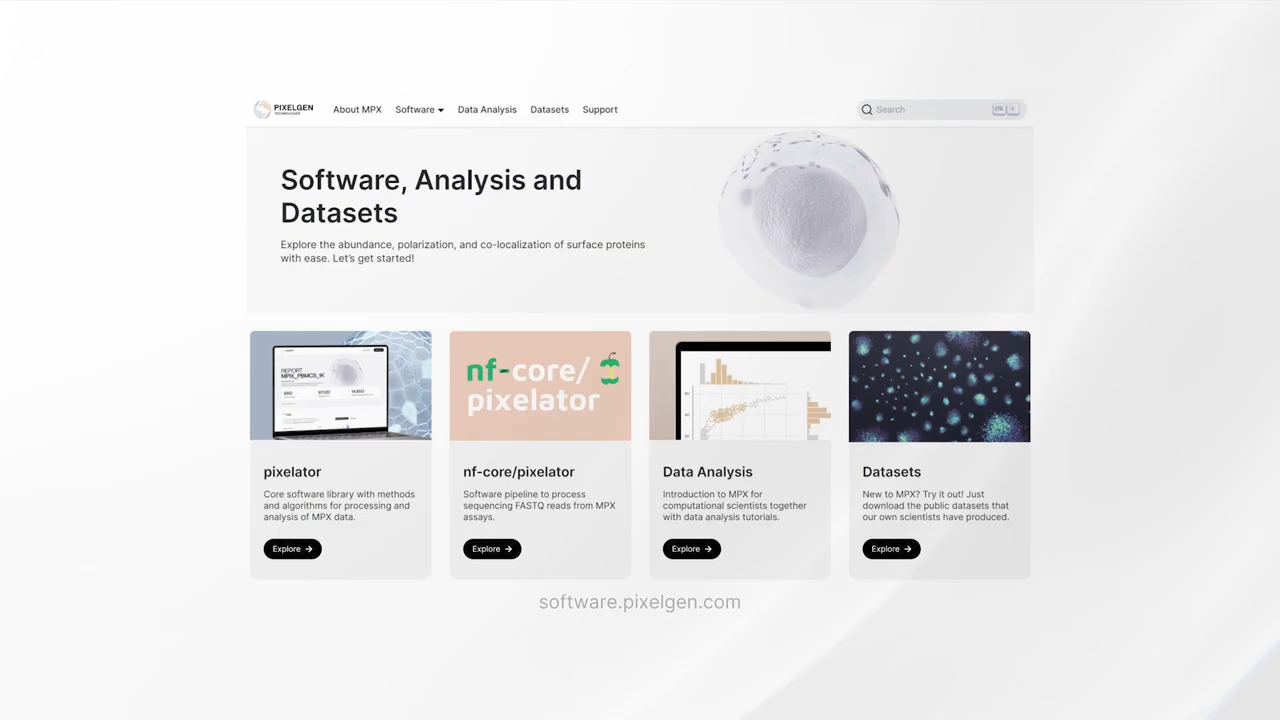 PIXELGEN
TECHNOLOGIES
About MPX
Software
Data Analysis
Datasets
Support
Search
Software, Analysis and
Datasets
Explore the abundance, polarization, and co-localization of surface proteins
with ease. Let's get started!
REPORT
MPIX_PBMCS_1K
nf-core/
pixelator
pixelator
Core software library with methods
and algorithms for processing and
analysis of MPX data.
Explore
nf-core/pixelator
Software pipeline to process
sequencing FASTQ reads from MPX
assays.
Explore
Data Analysis
Introduction to MPX for
computational scientists together
with data analysis tutorials.
Explore
Datasets
New to MPX? Try it out! Just
download the public datasets that
our own scientists have produced.
Explore
software.pixelgen.com